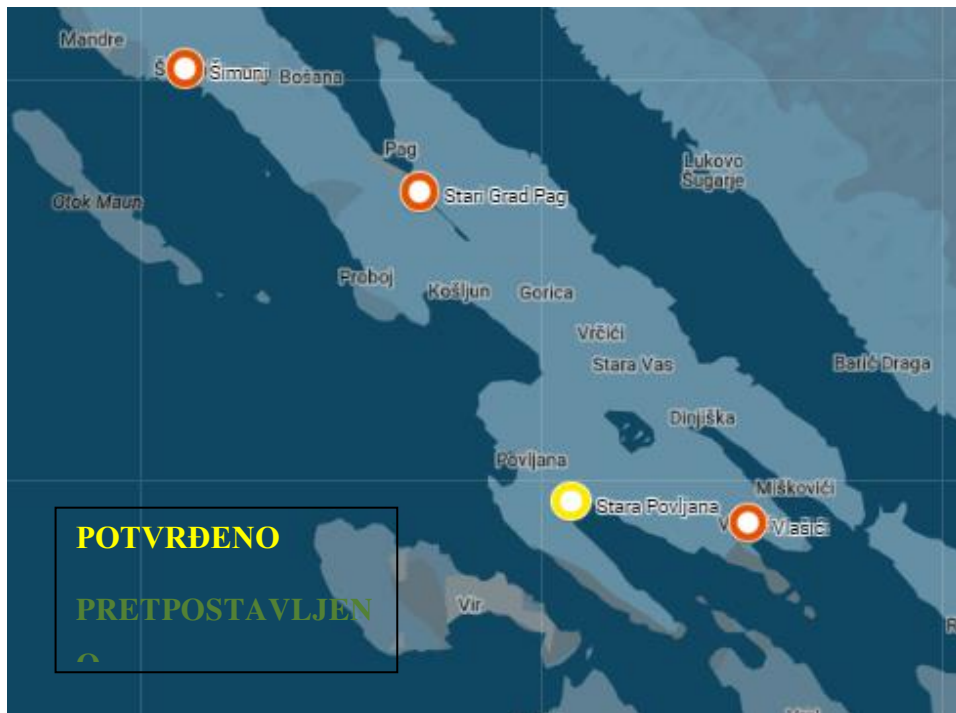 Mandre
Šimuni
Bošana
Pag
Lukovo
Šugarje
Stari Grad Pag
Otok Maun
Proboj
Košljun
Gorica
Vrčići
Stara Vas
Barić Draga
Dinjiška
Povljana
Miškovići
Stara Povljana
Vlašići
POTVRĐENO
PRETPOSTAVLJEN
O
Vir